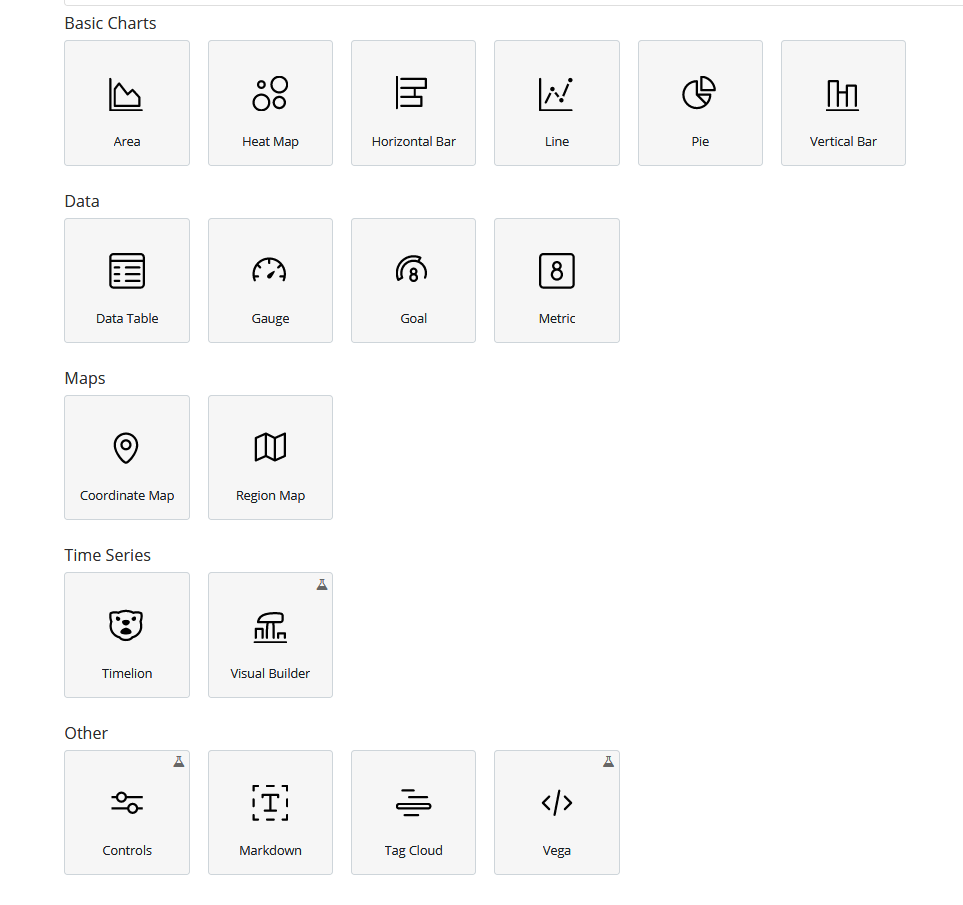 Basic Charts
Area
Heat Map
Horizontal Bar
Line
Pie
Vertical Bar
Data
Data Table
Gauge
8
Goal
8
Metric
Maps
Coordinate Map
Region Map
Time Series
Timelion
Visual Builder
Other
Controls
T
Markdown
Tag Cloud
</>
Vega